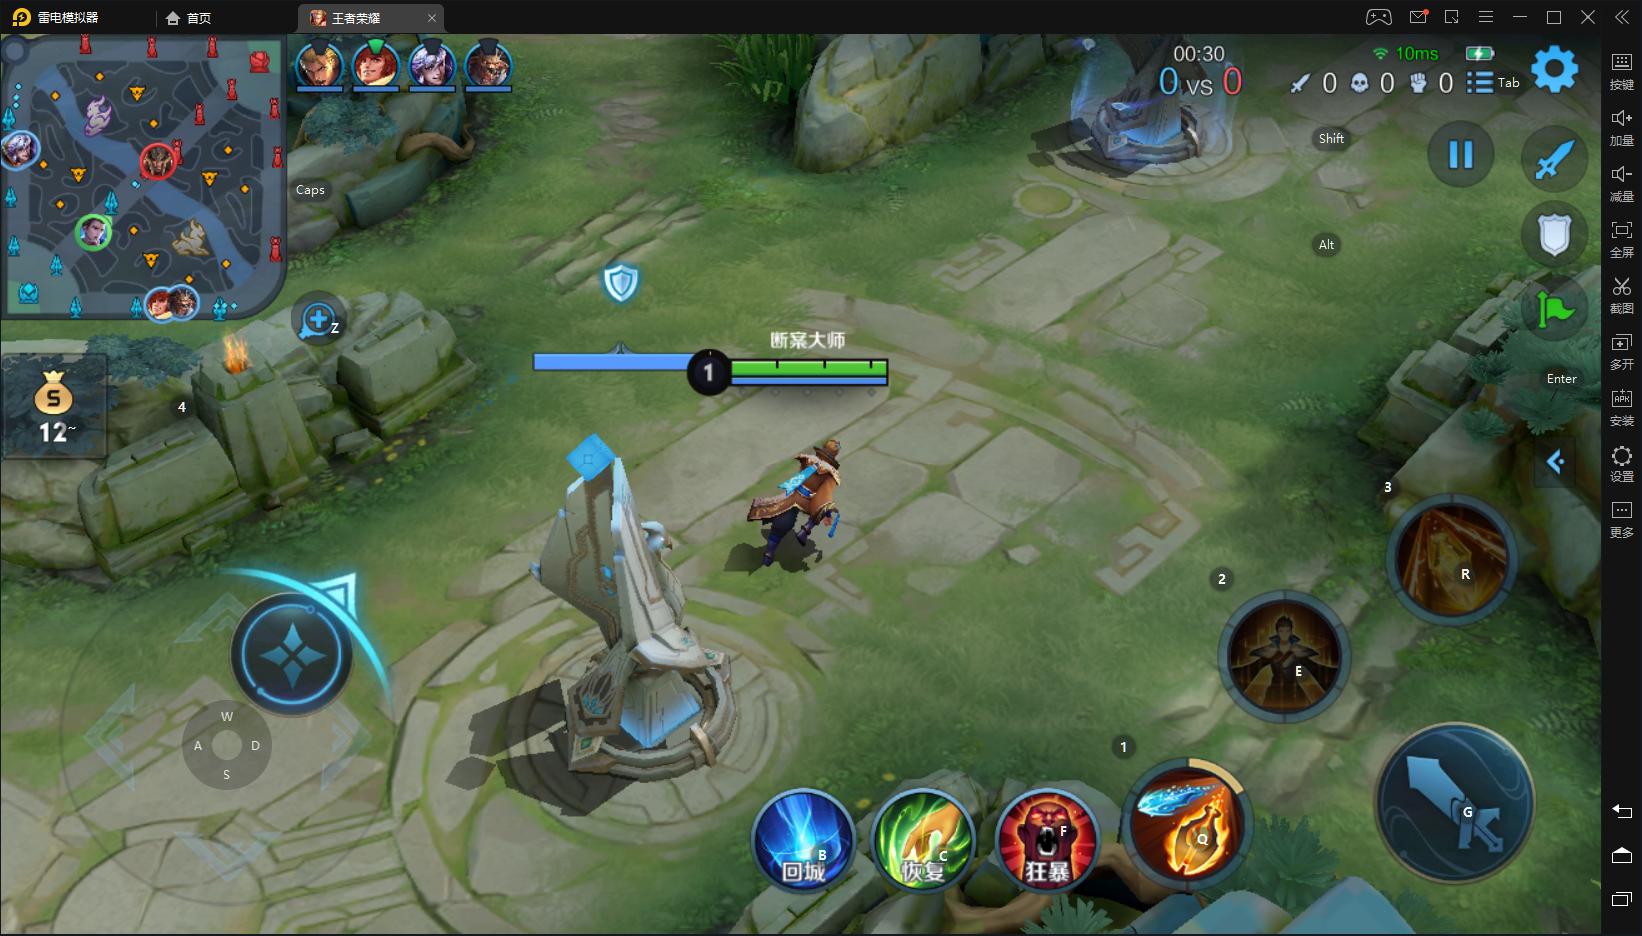 雷电模拟器
首页
王者荣耀
00:30
10ms
0 VS 0
0
0
0
Tab
按键
加量
减量
全屏
截图
多开
安装
设置
更多
Shift
Caps
Alt
Z
断案大师
1
S
12~
4
Enter
3
R
2
E
W
A
D
S
1
G
B
回城
C
恢复
F
狂暴
Q